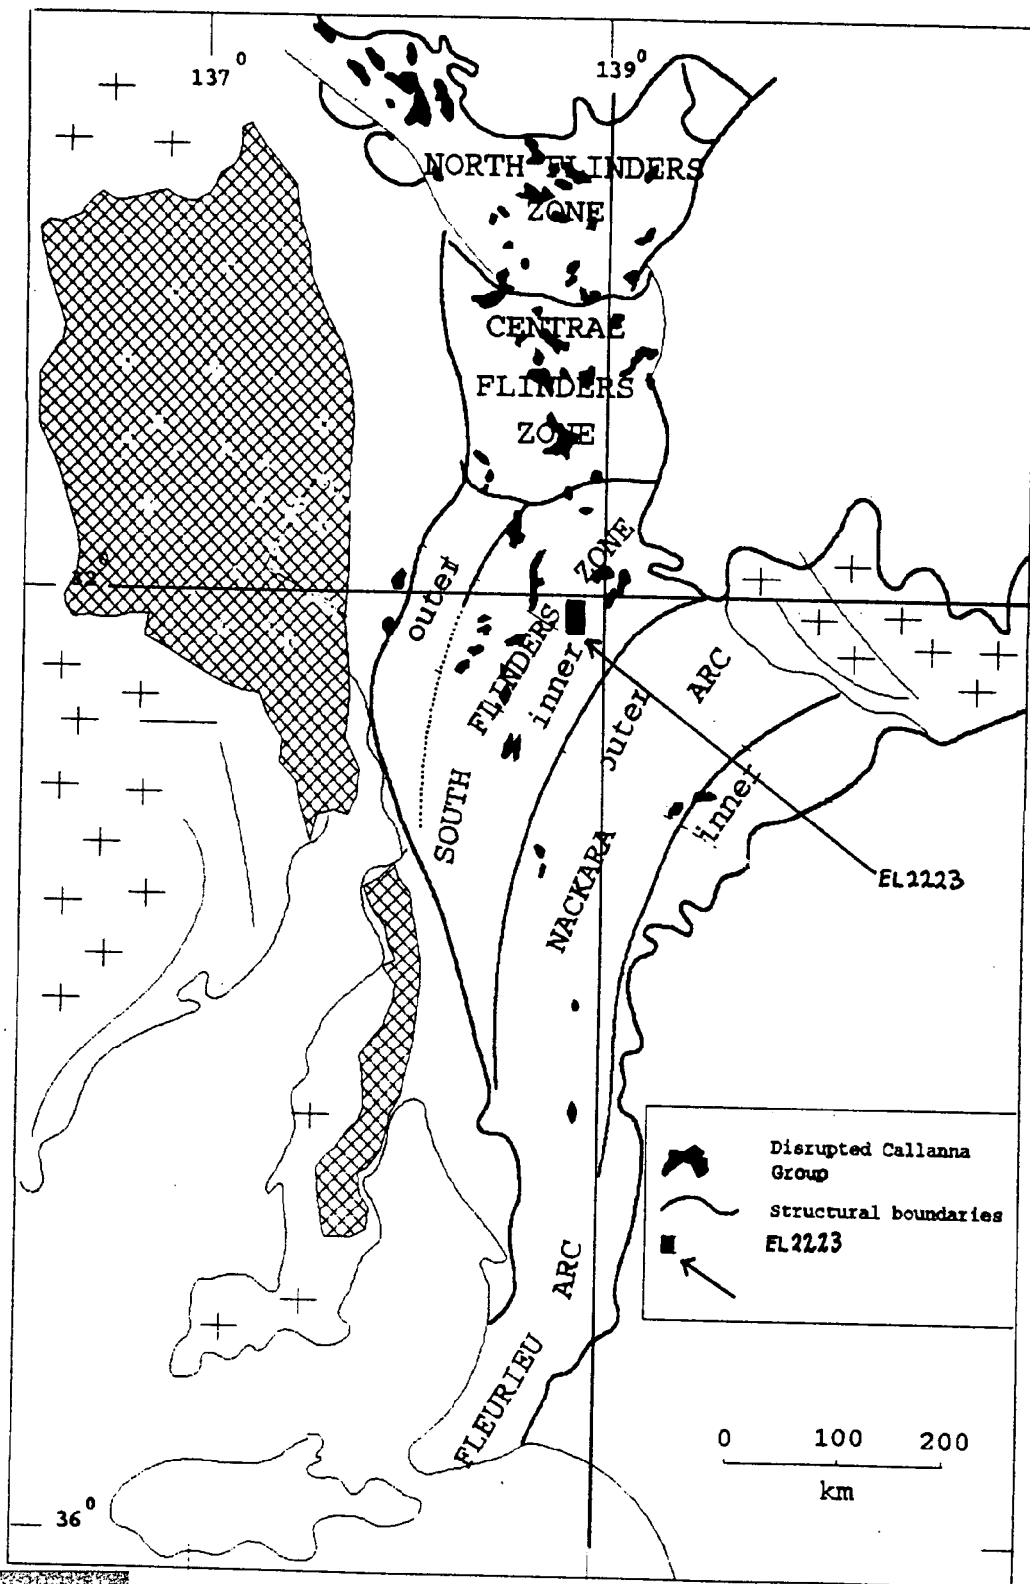 137°
139°
NORTH FLINDERS
ZONE
CENTRAL
FLINDERS
ZONE
32°
outer
SOUTH FLINDERS ZONE
inner
outer
NACKARA ARC
inner
EL2223
Disrupted Callanna
Group
Structural boundaries
EL2223
FLEURIEU ARC
0 100 200
km
36°